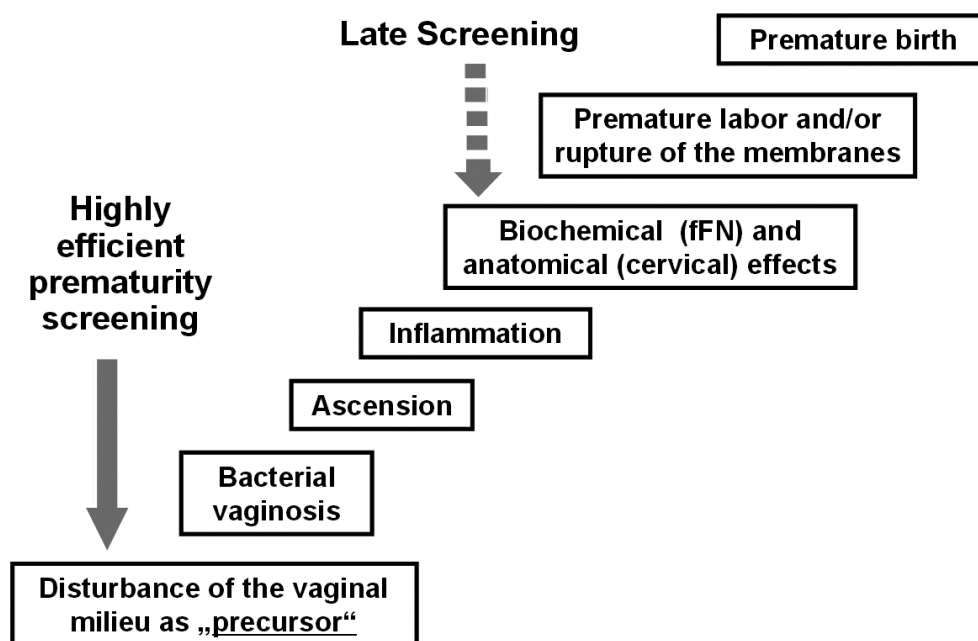 Late Screening
Premature birth
Premature labor and/or
rupture of the membranes
Highly
efficient
prematurity
screening
Biochemical (fFN) and
anatomical (cervical) effects
Inflammation
Ascension
Bacterial
vaginosis
Disturbance of the vaginal
milieu as „precursor“